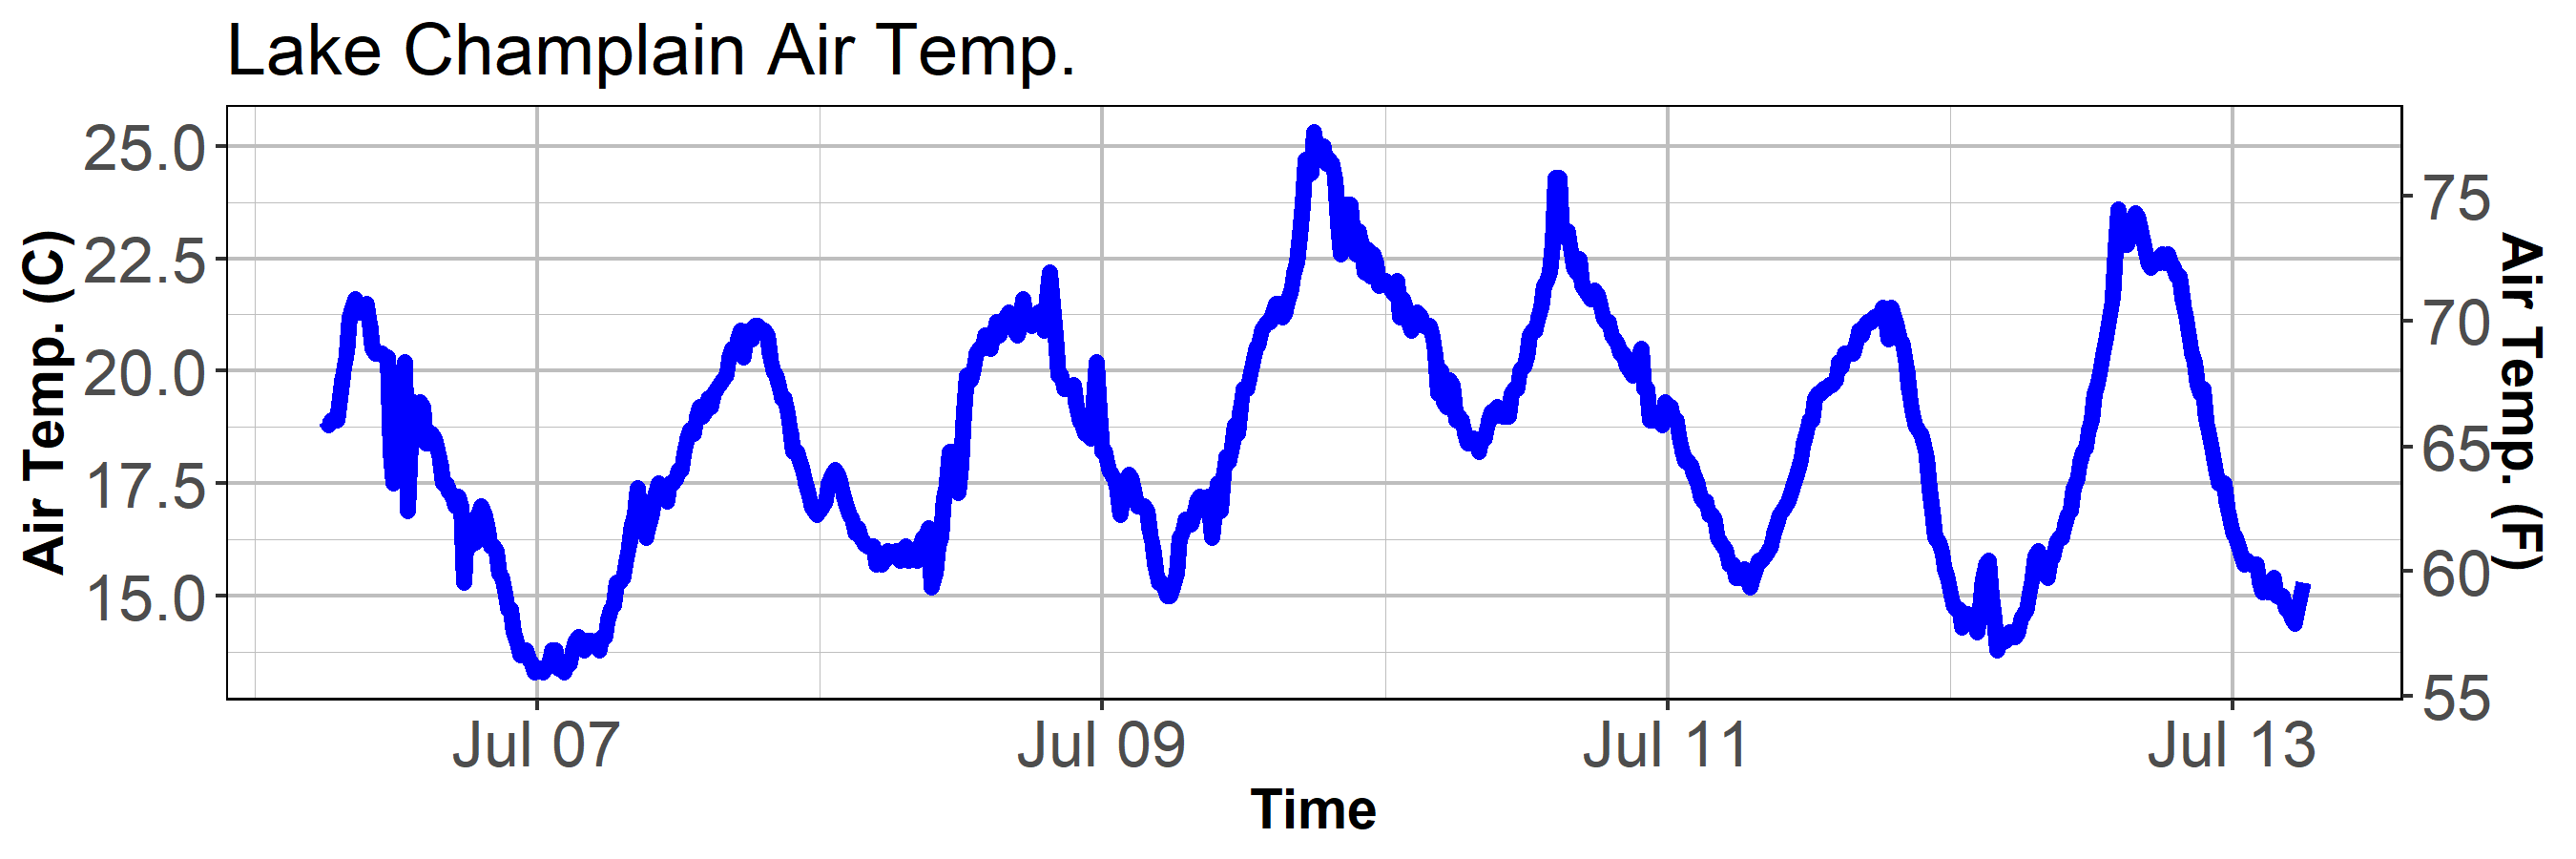 Lake Champlain Air Temp.
Air Temp. (C)
25.0
22.5
20.0
17.5
15.0
75
70
65
60
55
Air Temp. (F)
Jul 07
Jul 09
Jul 11
Jul 13
Time